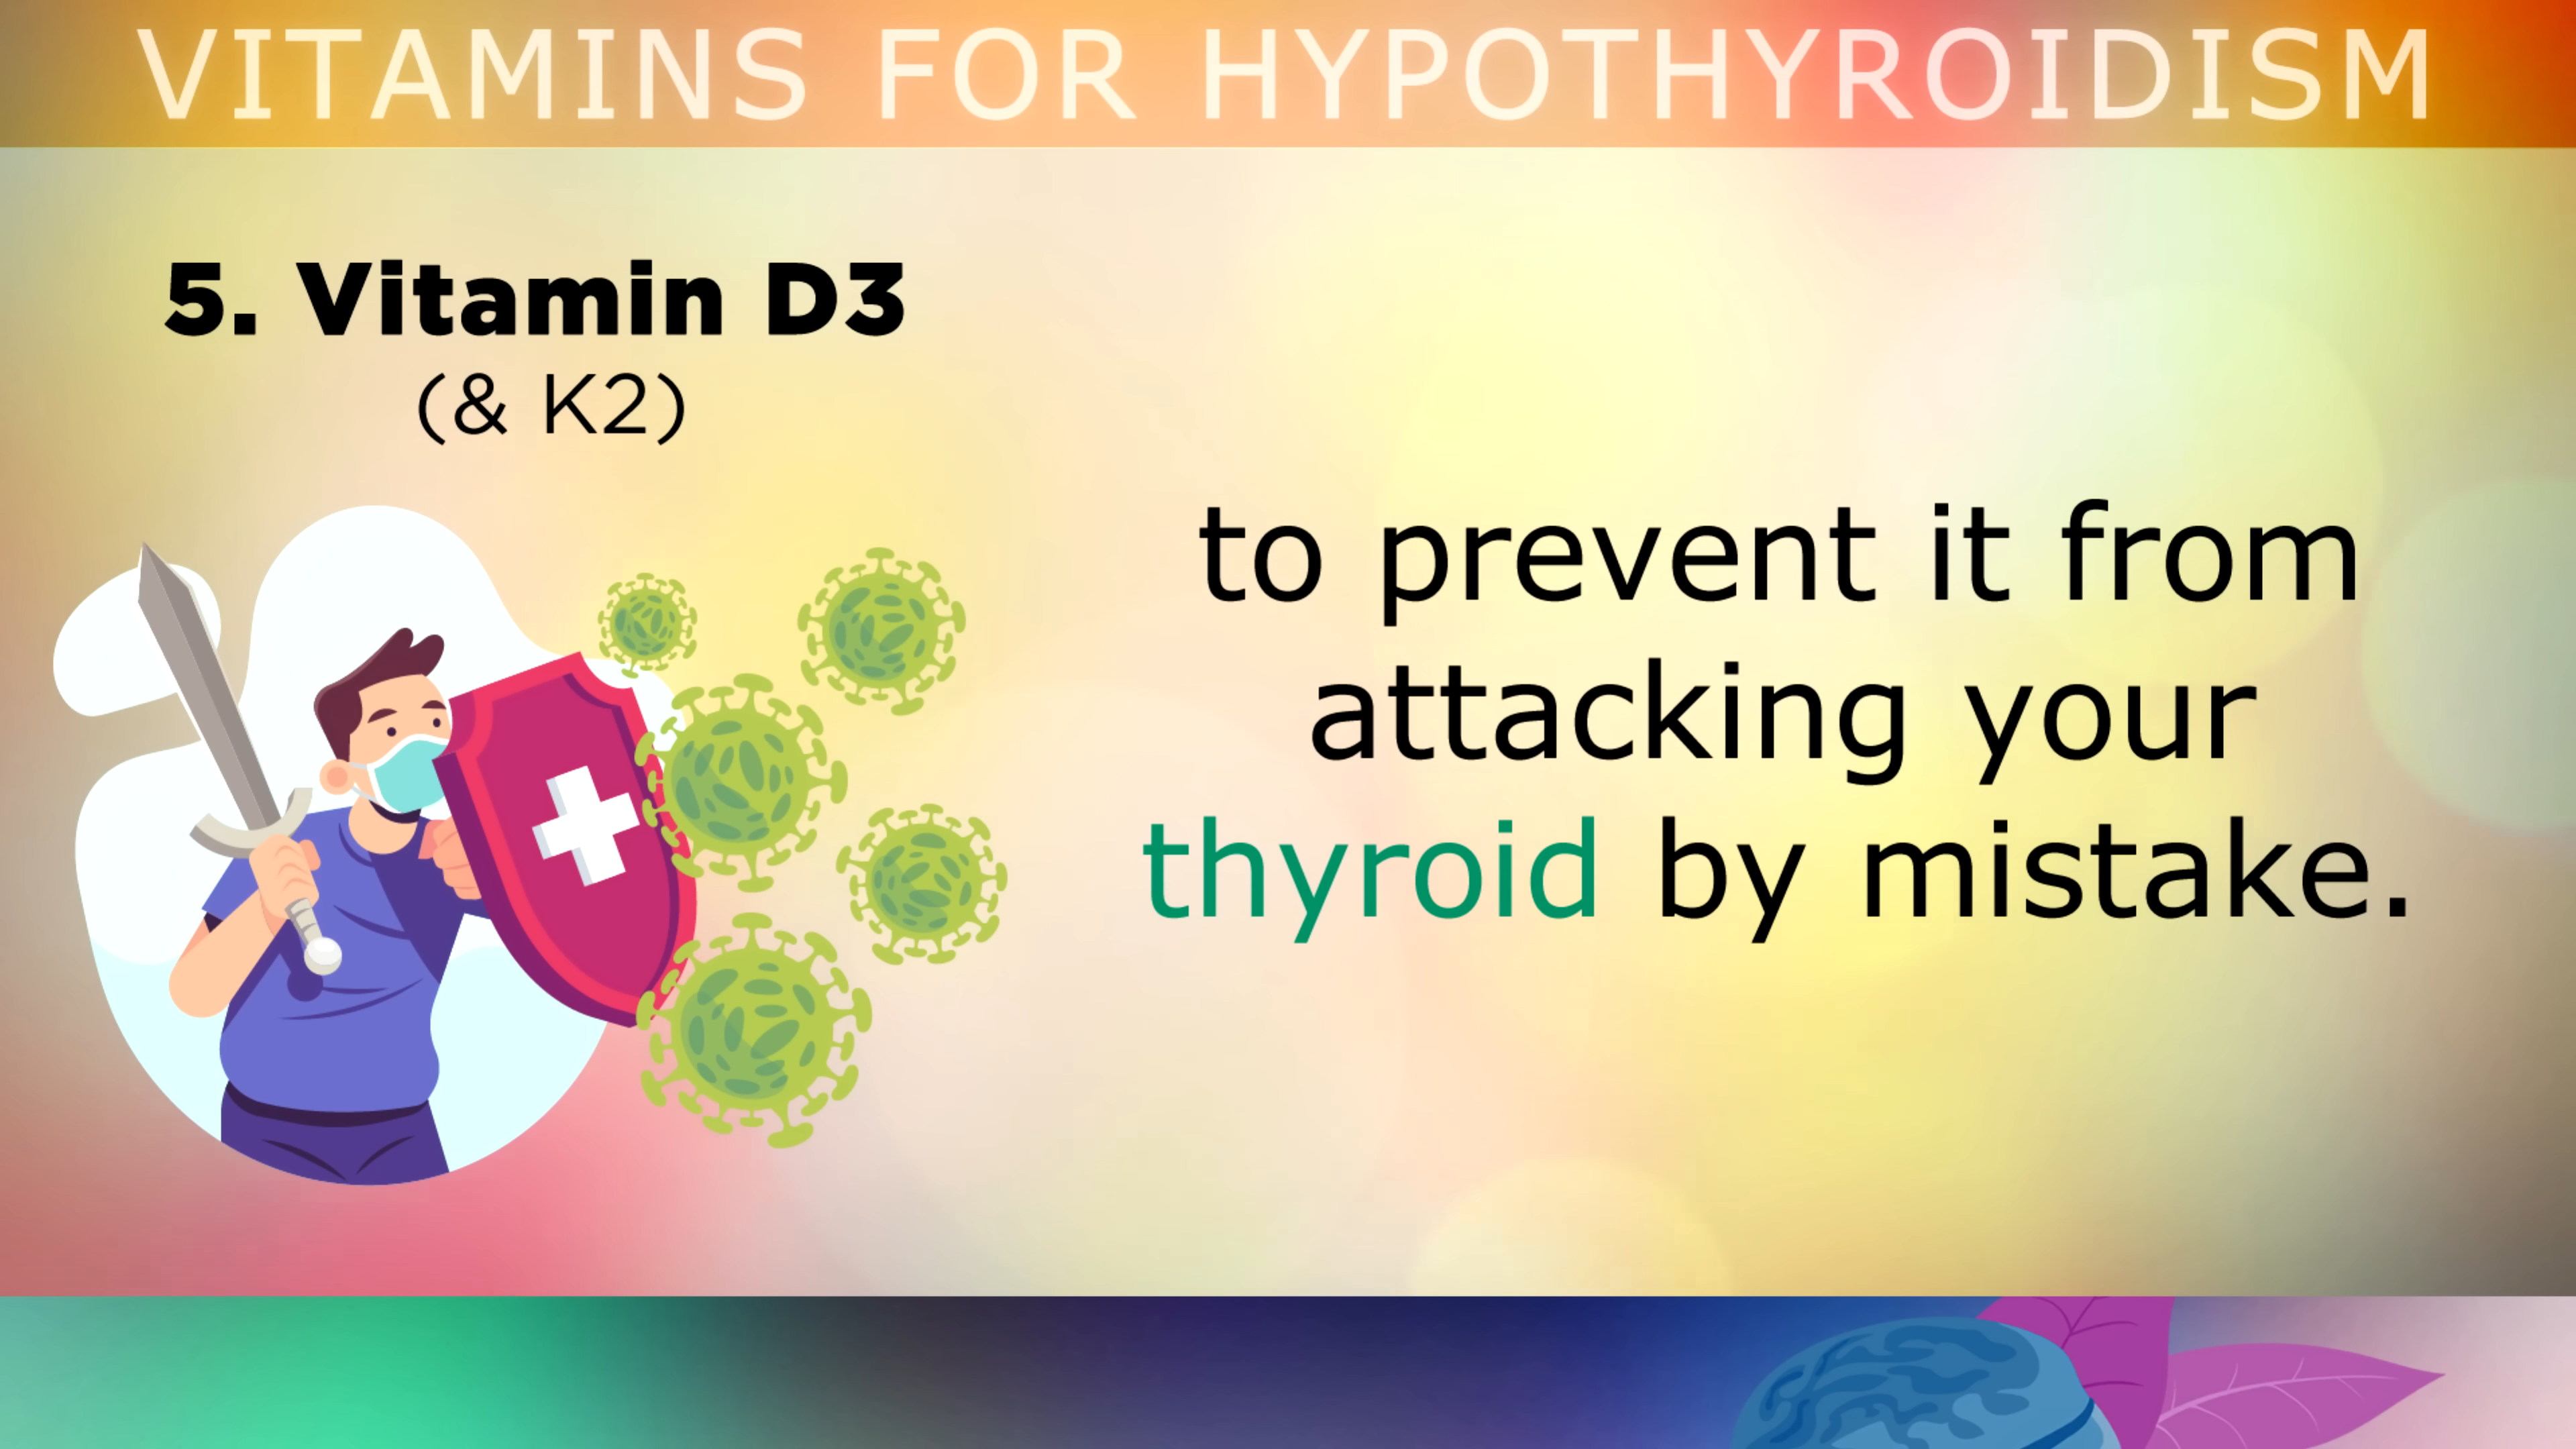 VITAMINS FOR HYPOTHYROIDISM
5. Vitamin D3
(& K2)
to prevent it from
attacking your
thyroid by mistake.